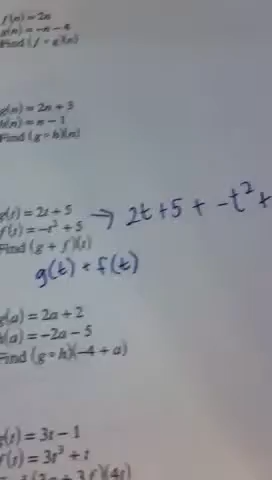 f(n) = 2n
g(n) = -n - 4
Find (f ∘ g)(n)
g(n) = 2n + 3
h(n) = n - 1
Find (g ∘ h)(n)
g(t) = 2t + 5 → 2t + 5 + -t² +
f(t) = -t² + 5
Find (g + f)(t)
g(t) + f(t)
g(a) = 2a + 2
h(a) = -2a - 5
Find (g ∘ h)(-4 + a)
g(t) = 3t - 1
f(t) = 3t³ + t